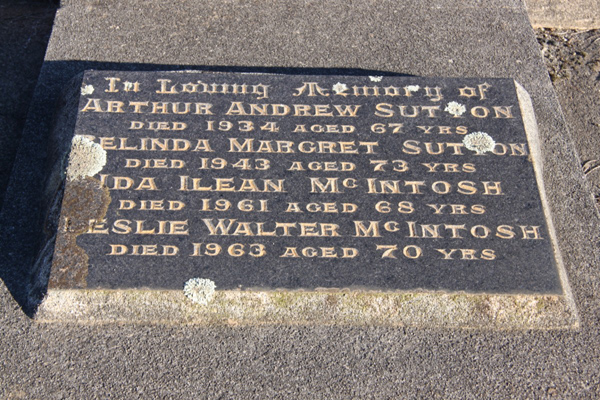 In Loving Memory of
ARTHUR ANDREW SUTTON
DIED 1934 AGED 67 YRS
BELINDA MARGRET SUTTON
DIED 1943 AGED 73 YRS
IDA ILEAN McINTOSH
DIED 1961 AGED 68 YRS
LESLIE WALTER McINTOSH
DIED 1963 AGED 70 YRS